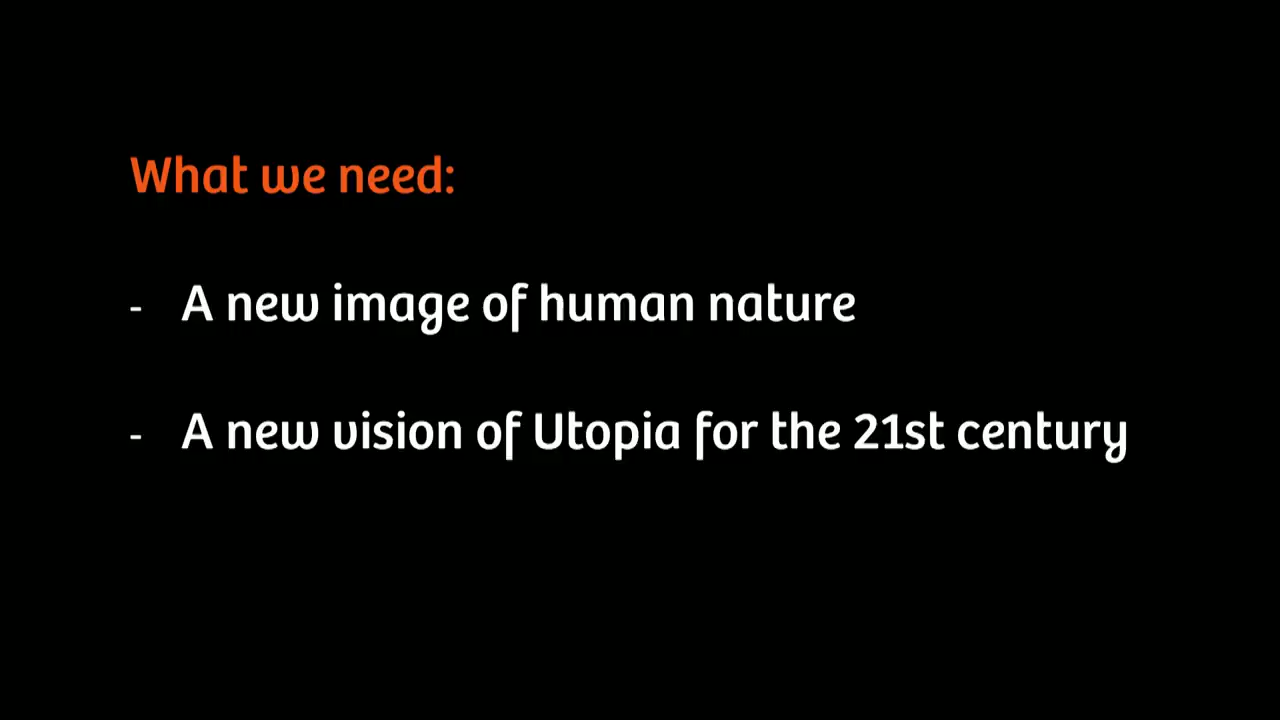 What we need:
- A new image of human nature
- A new vision of Utopia for the 21st century